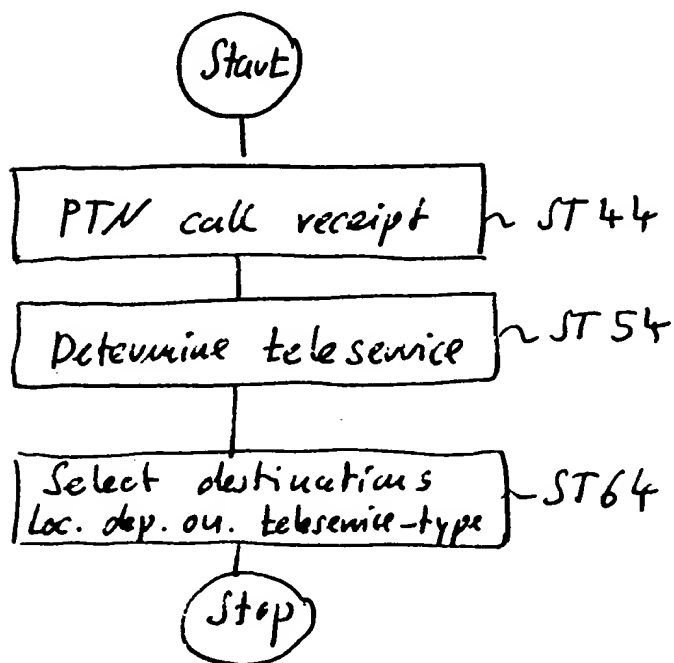 Start
PTN call receipt ~ ST44
Determine teleservice ~ ST54
Select destinations
Loc. dep. on. teleservice-type ~ ST64
Stop